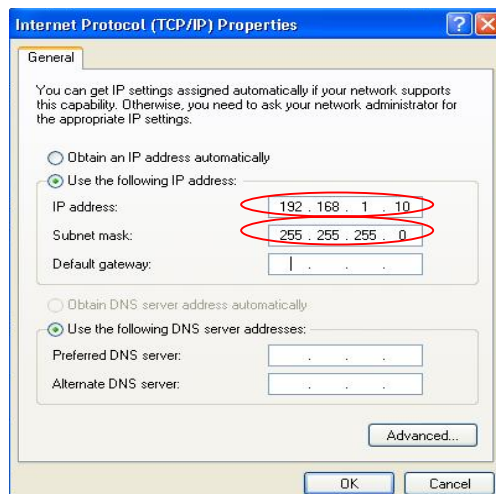 Internet Protocol (TCP/IP) Properties
General
You can get IP settings assigned automatically if your network supports
this capability. Otherwise, you need to ask your network administrator for
the appropriate IP settings.
Obtain an IP address automatically
Use the following IP address:
IP address: 192 . 168 . 1 . 10
Subnet mask: 255 . 255 . 255 . 0
Default gateway: . . .
Obtain DNS server address automatically
Use the following DNS server addresses:
Preferred DNS server: . . .
Alternate DNS server: . . .
Advanced...
OK Cancel